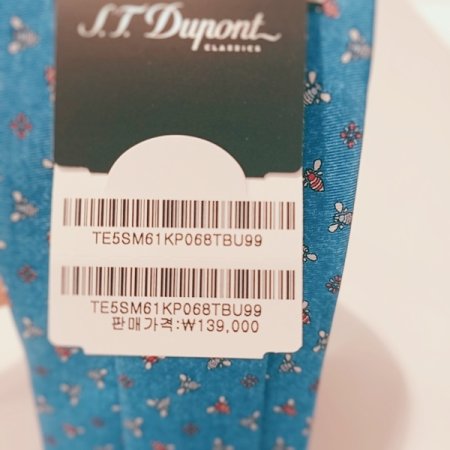 S.T. Dupont
CLASSICS
TE5SM61KP068TBU99
TE5SM61KP068TBU99
판매가격:₩139,000